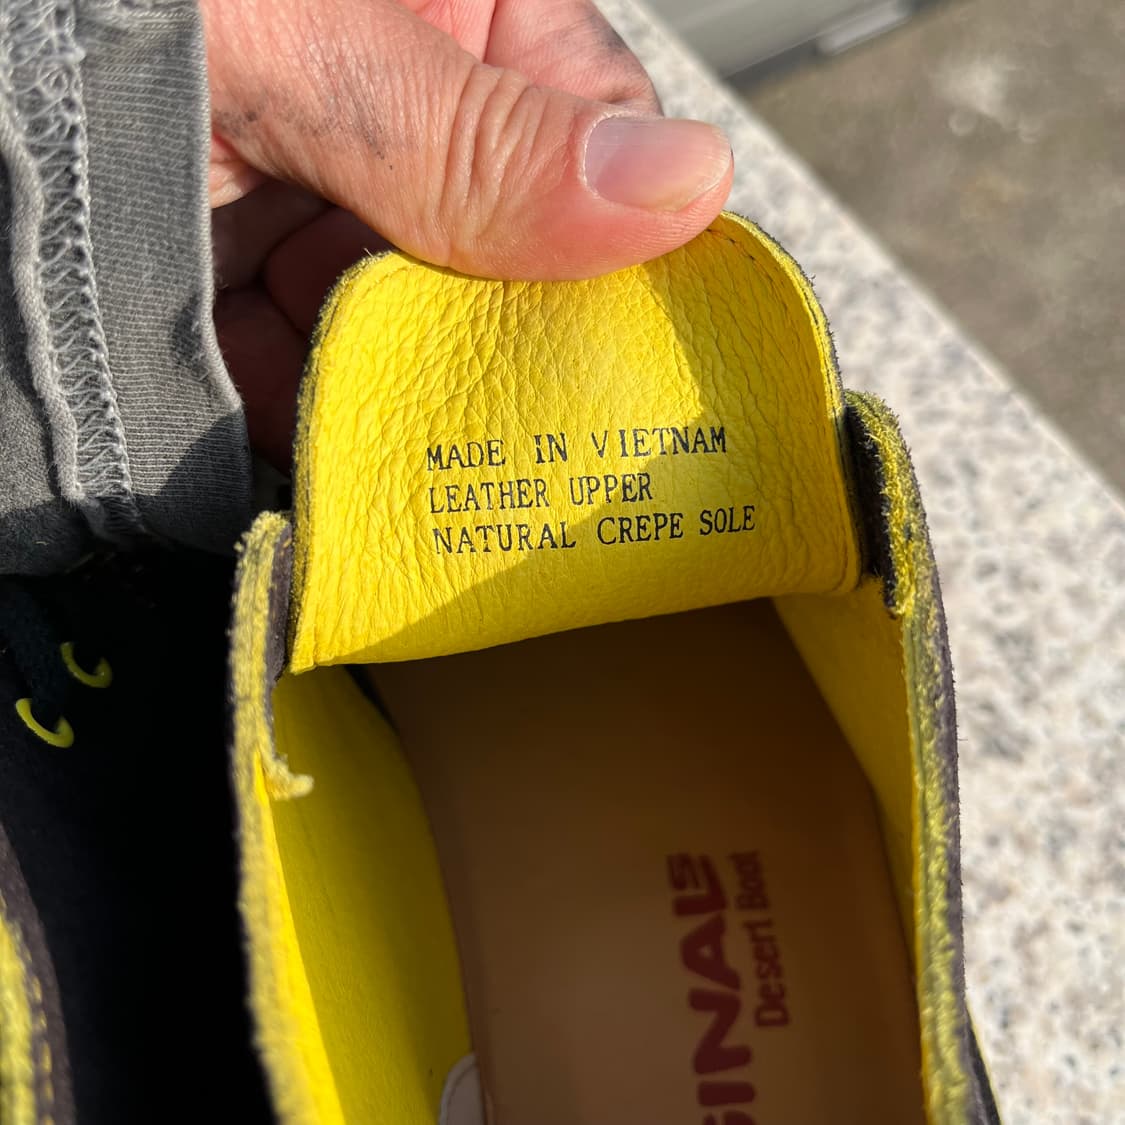 MADE IN VIETNAM
LEATHER UPPER
NATURAL CREPE SOLE
GINALS
Desert Boot